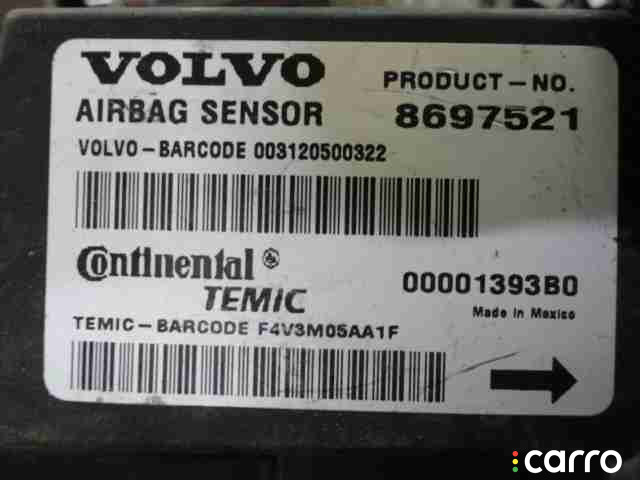 VOLVO
PRODUCT-NO.
AIRBAG SENSOR 8697521
VOLVO-BARCODE 003120500322
Continental ®
TEMIC
00001393B0
Made in Mexico
TEMIC-BARCODE F4V3M05AA1F
carro